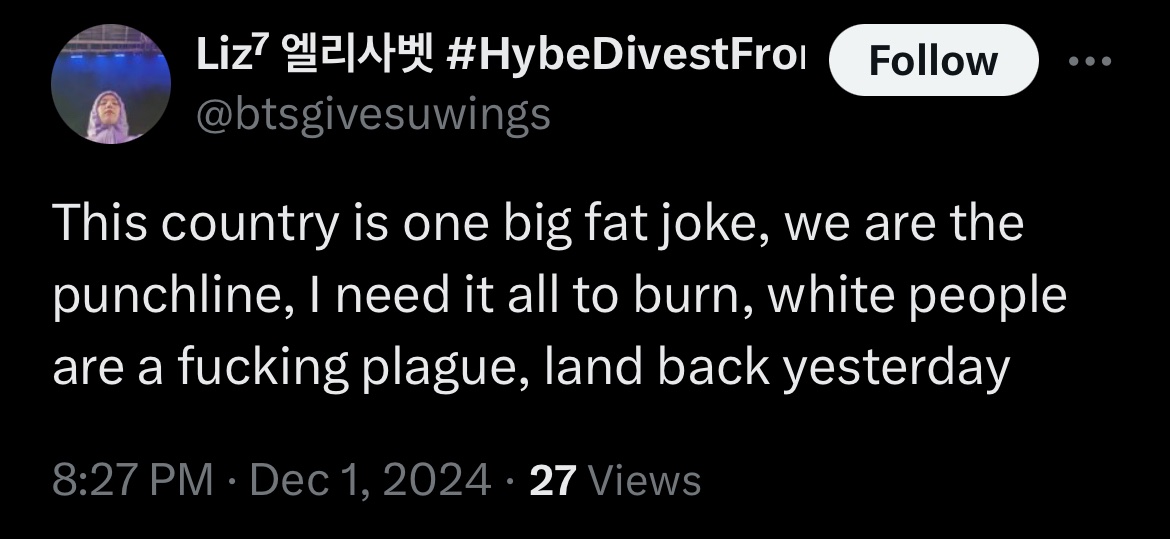 Liz⁷ 엘리사벳 #HybeDivestFro
Follow
@btsgivesuwings
This country is one big fat joke, we are the
punchline, I need it all to burn, white people
are a fucking plague, land back yesterday
8:27 PM · Dec 1, 2024 · 27 Views